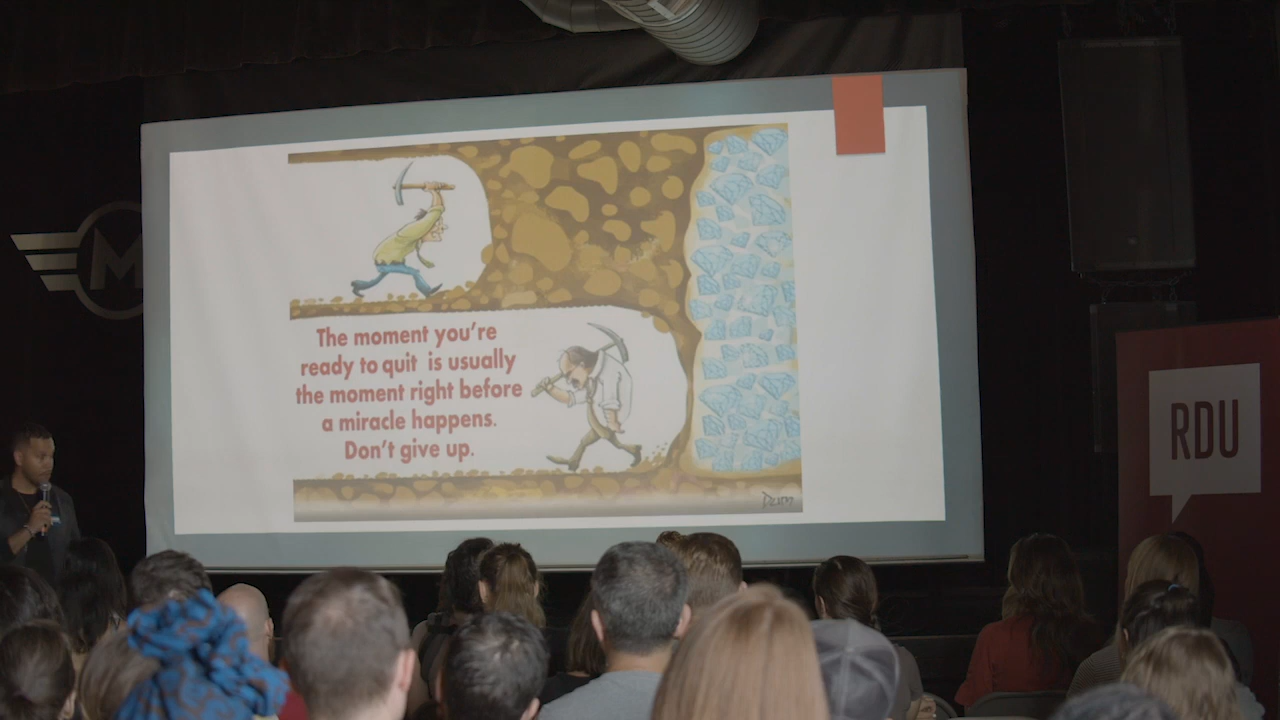 M
The moment you're
ready to quit is usually
the moment right before
a miracle happens.
Don't give up.
RDU